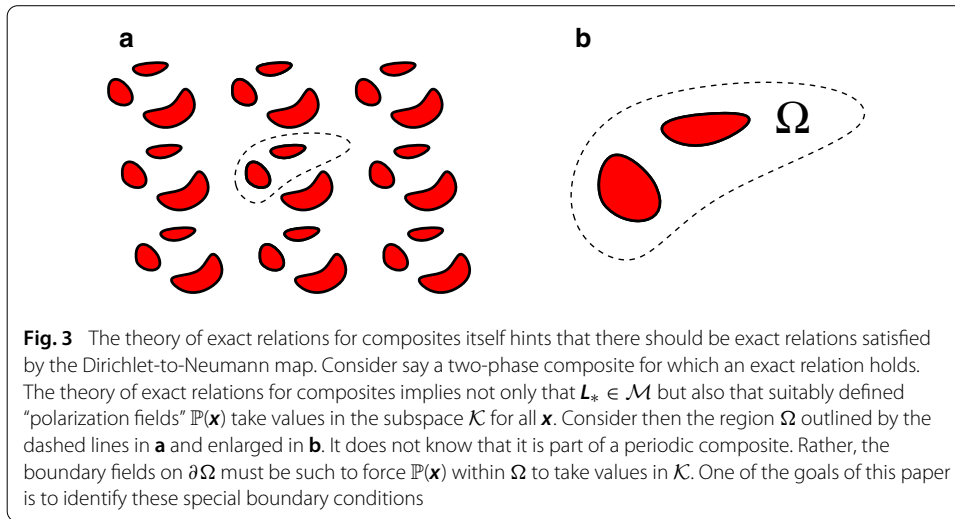 a
b
Ω
Fig. 3 The theory of exact relations for composites itself hints that there should be exact relations satisfied
by the Dirichlet-to-Neumann map. Consider say a two-phase composite for which an exact relation holds.
The theory of exact relations for composites implies not only that L∗ ∈ ℳ but also that suitably defined
“polarization fields” ℙ(x) take values in the subspace 𝒦 for all x. Consider then the region Ω outlined by the
dashed lines in a and enlarged in b. It does not know that it is part of a periodic composite. Rather, the
boundary fields on ∂Ω must be such to force ℙ(x) within Ω to take values in 𝒦. One of the goals of this paper
is to identify these special boundary conditions